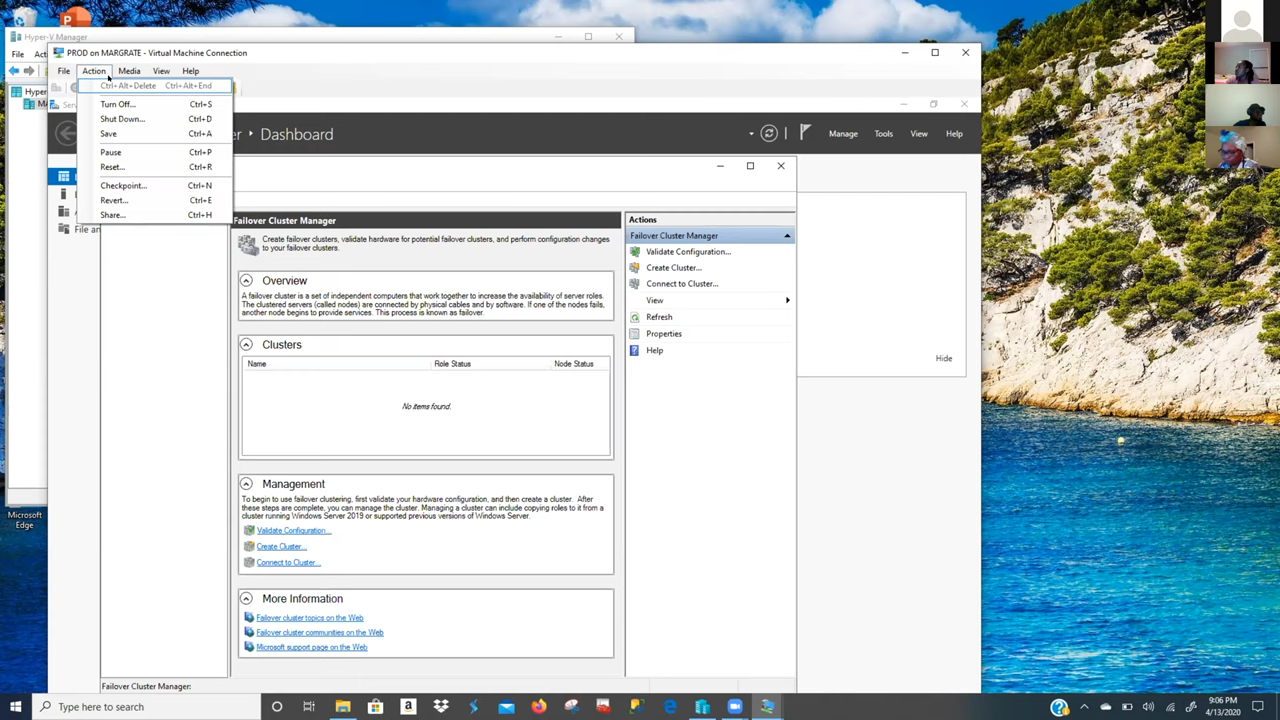 Hyper-V Manager
File
Act
PROD on MARGRATE - Virtual Machine Connection
File Action Media View Help
Ctrl+Alt+Delete Ctrl+Alt+End
Turn Off... Ctrl+S
Shut Down... Ctrl+D
Save Ctrl+A
Pause Ctrl+P
Reset... Ctrl+R
Checkpoint... Ctrl+N
Revert... Ctrl+E
Share... Ctrl+H
Hyper
Dashboard
Manage Tools View Help
File an
Failover Cluster Manager
Create failover clusters, validate hardware for potential failover clusters, and perform configuration changes
to your failover clusters.
Overview
A failover cluster is a set of independent computers that work together to increase the availability of server roles.
The clustered servers (called nodes) are connected by physical cables and by software. If one of the nodes fails,
another node begins to provide services. This process is known as failover.
Clusters
Name Role Status Node Status
No items found.
Management
To begin to use failover clustering, first validate your hardware configuration, and then create a cluster. After
these steps are complete, you can manage the cluster. Managing a cluster can include copying roles to it from a
cluster running Windows Server 2019 or supported previous versions of Windows Server.
Validate Configuration...
Create Cluster...
Connect to Cluster...
More Information
Failover cluster topics on the Web
Failover cluster communities on the Web
Microsoft support page on the Web
Actions
Failover Cluster Manager
Validate Configuration...
Create Cluster...
Connect to Cluster...
View
Refresh
Properties
Help
Hide
Failover Cluster Manager:
Microsoft
Edge
Type here to search
9:06 PM
4/13/2020